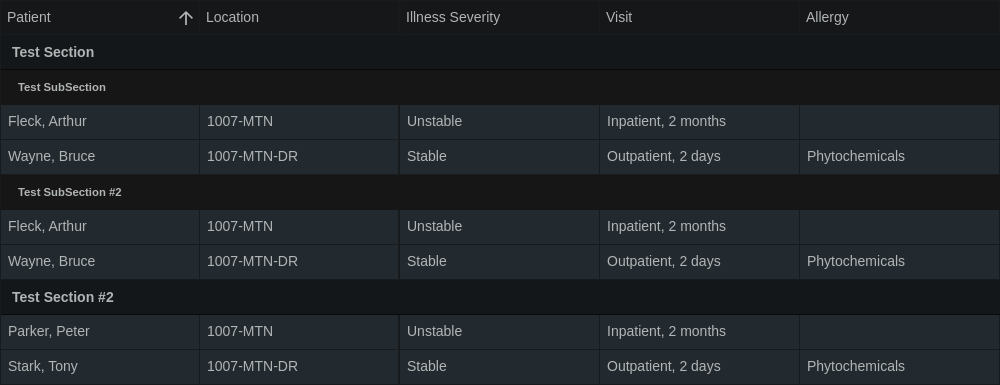 Patient Location Illness Severity Visit Allergy
Test Section
Test SubSection
Fleck, Arthur 1007-MTN Unstable Inpatient, 2 months
Wayne, Bruce 1007-MTN-DR Stable Outpatient, 2 days Phytochemicals
Test SubSection #2
Fleck, Arthur 1007-MTN Unstable Inpatient, 2 months
Wayne, Bruce 1007-MTN-DR Stable Outpatient, 2 days Phytochemicals
Test Section #2
Parker, Peter 1007-MTN Unstable Inpatient, 2 months
Stark, Tony 1007-MTN-DR Stable Outpatient, 2 days Phytochemicals